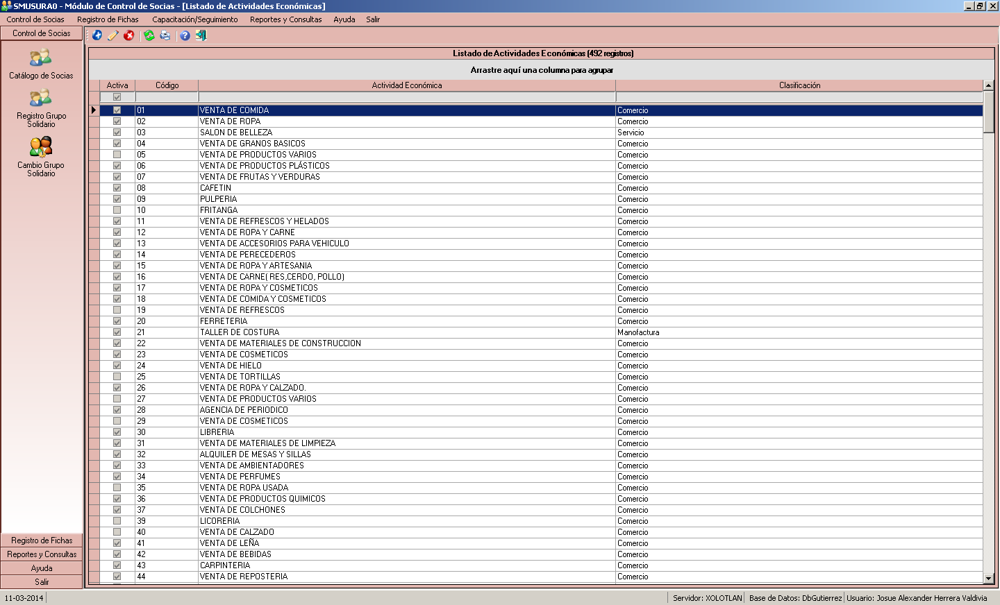 SMUSURA0 - Módulo de Control de Socias - [Listado de Actividades Económicas]
Control de Socias Registro de Fichas Capacitación/Seguimiento Reportes y Consultas Ayuda Salir
Control de Socias
Catálogo de Socias
Registro Grupo
Solidario
Cambio Grupo
Solidario
Registro de Fichas
Reportes y Consultas
Ayuda
Salir
Listado de Actividades Económicas (492 registros)
Arrastre aquí una columna para agrupar
Activa Código Actividad Económica Clasificación
01 VENTA DE COMIDA Comercio
02 VENTA DE ROPA Comercio
03 SALON DE BELLEZA Servicio
04 VENTA DE GRANOS BASICOS Comercio
05 VENTA DE PRODUCTOS VARIOS Comercio
06 VENTA DE PRODUCTOS PLÁSTICOS Comercio
07 VENTA DE FRUTAS Y VERDURAS Comercio
08 CAFETIN Comercio
09 PULPERIA Comercio
10 FRITANGA Comercio
11 VENTA DE REFRESCOS Y HELADOS Comercio
12 VENTA DE ROPA Y CARNE Comercio
13 VENTA DE ACCESORIOS PARA VEHICULO Comercio
14 VENTA DE PERECEDEROS Comercio
15 VENTA DE ROPA Y ARTESANIA Comercio
16 VENTA DE CARNE( RES,CERDO, POLLO) Comercio
17 VENTA DE ROPA Y COSMETICOS Comercio
18 VENTA DE COMIDA Y COSMETICOS Comercio
19 VENTA DE REFRESCOS Comercio
20 FERRETERIA Comercio
21 TALLER DE COSTURA Manofactura
22 VENTA DE MATERIALES DE CONSTRUCCION Comercio
23 VENTA DE COSMETICOS Comercio
24 VENTA DE HIELO Comercio
25 VENTA DE TORTILLAS Comercio
26 VENTA DE ROPA Y CALZADO. Comercio
27 VENTA DE PRODUCTOS VARIOS Comercio
28 AGENCIA DE PERIODICO Comercio
29 VENTA DE COSMETICOS Comercio
30 LIBRERIA Comercio
31 VENTA DE MATERIALES DE LIMPIEZA Comercio
32 ALQUILER DE MESAS Y SILLAS Comercio
33 VENTA DE AMBIENTADORES Comercio
34 VENTA DE PERFUMES Comercio
35 VENTA DE ROPA USADA Comercio
36 VENTA DE PRODUCTOS QUIMICOS Comercio
37 VENTA DE COLCHONES Comercio
39 LICORERIA Comercio
40 VENTA DE CALZADO Comercio
41 VENTA DE LEÑA Comercio
42 VENTA DE BEBIDAS Comercio
43 CARPINTERIA Comercio
44 VENTA DE REPOSTERIA Comercio
11-03-2014 Servidor: XOLOTLAN Base de Datos: DbGutierrez Usuario: Josue Alexander Herrera Valdivia